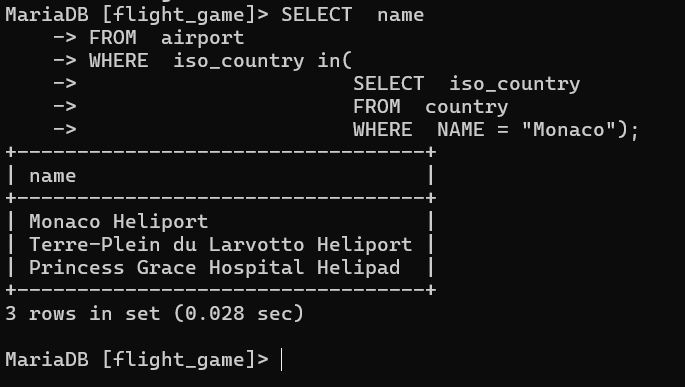 MariaDB [flight_game]> SELECT  name
    -> FROM  airport
    -> WHERE  iso_country in(
    ->                       SELECT  iso_country
    ->                       FROM  country
    ->                       WHERE  NAME = "Monaco");
+----------------------------------+
| name                             |
+----------------------------------+
| Monaco Heliport                  |
| Terre-Plein du Larvotto Heliport |
| Princess Grace Hospital Helipad  |
+----------------------------------+
3 rows in set (0.028 sec)
MariaDB [flight_game]>